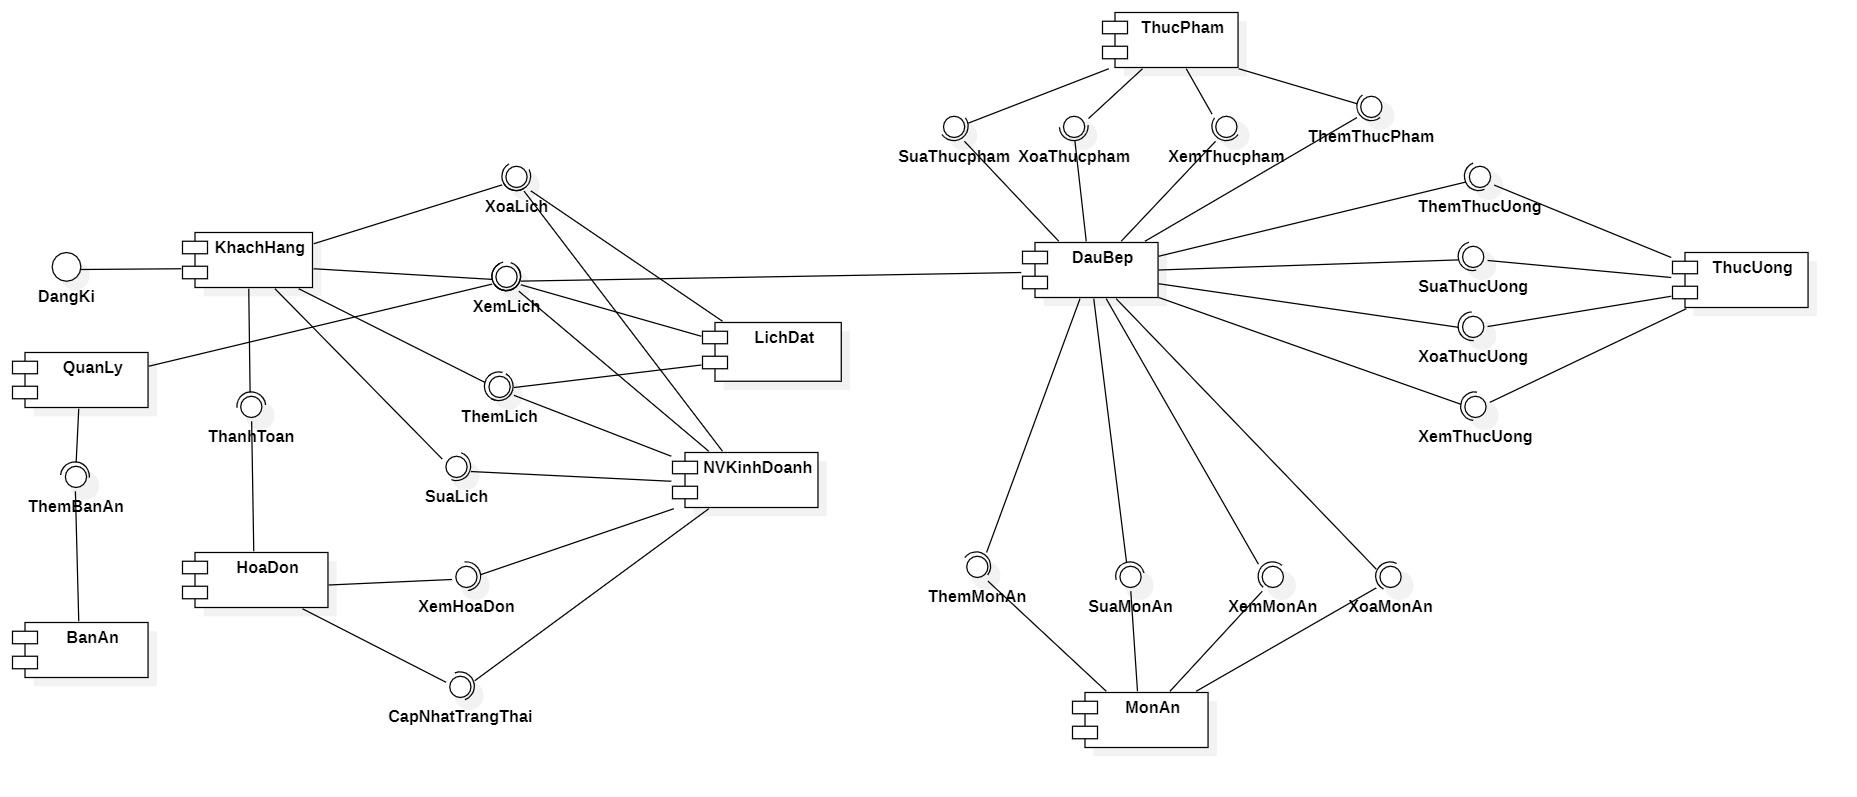 ThucPham
SuaThucpham
XoaThucpham
XemThucpham
ThemThucPham
XoaLich
ThemThucUong
KhachHang
DauBep
ThucUong
DangKi
XemLich
SuaThucUong
LichDat
QuanLy
XoaThucUong
ThemLich
ThanhToan
XemThucUong
NVKinhDoanh
SuaLich
ThemBanAn
HoaDon
XemHoaDon
ThemMonAn
SuaMonAn
XemMonAn
XoaMonAn
BanAn
CapNhatTrangThai
MonAn